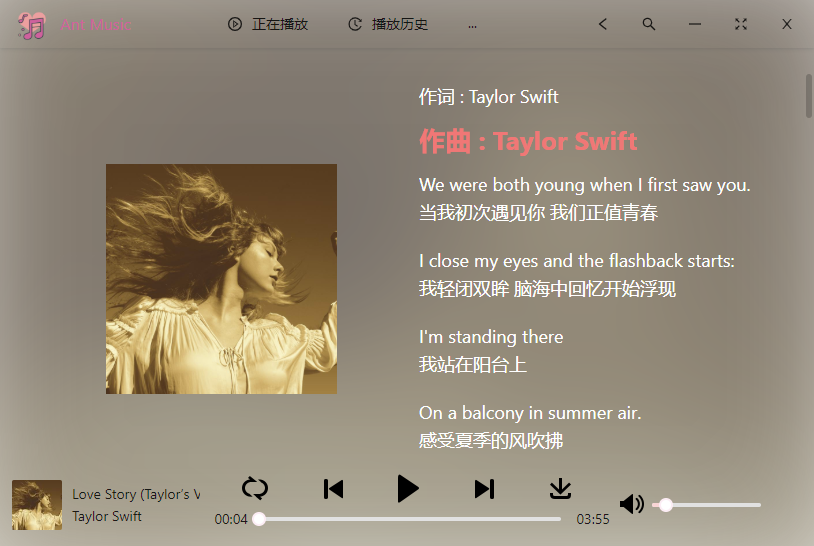 Ant Music
正在播放
播放历史
...
作词 : Taylor Swift
作曲 : Taylor Swift
We were both young when I first saw you.
当我初次遇见你 我们正值青春
I close my eyes and the flashback starts:
我轻闭双眸 脑海中回忆开始浮现
I'm standing there
我站在阳台上
On a balcony in summer air.
感受夏季的风吹拂
Love Story (Taylor's V
Taylor Swift
00:04
03:55